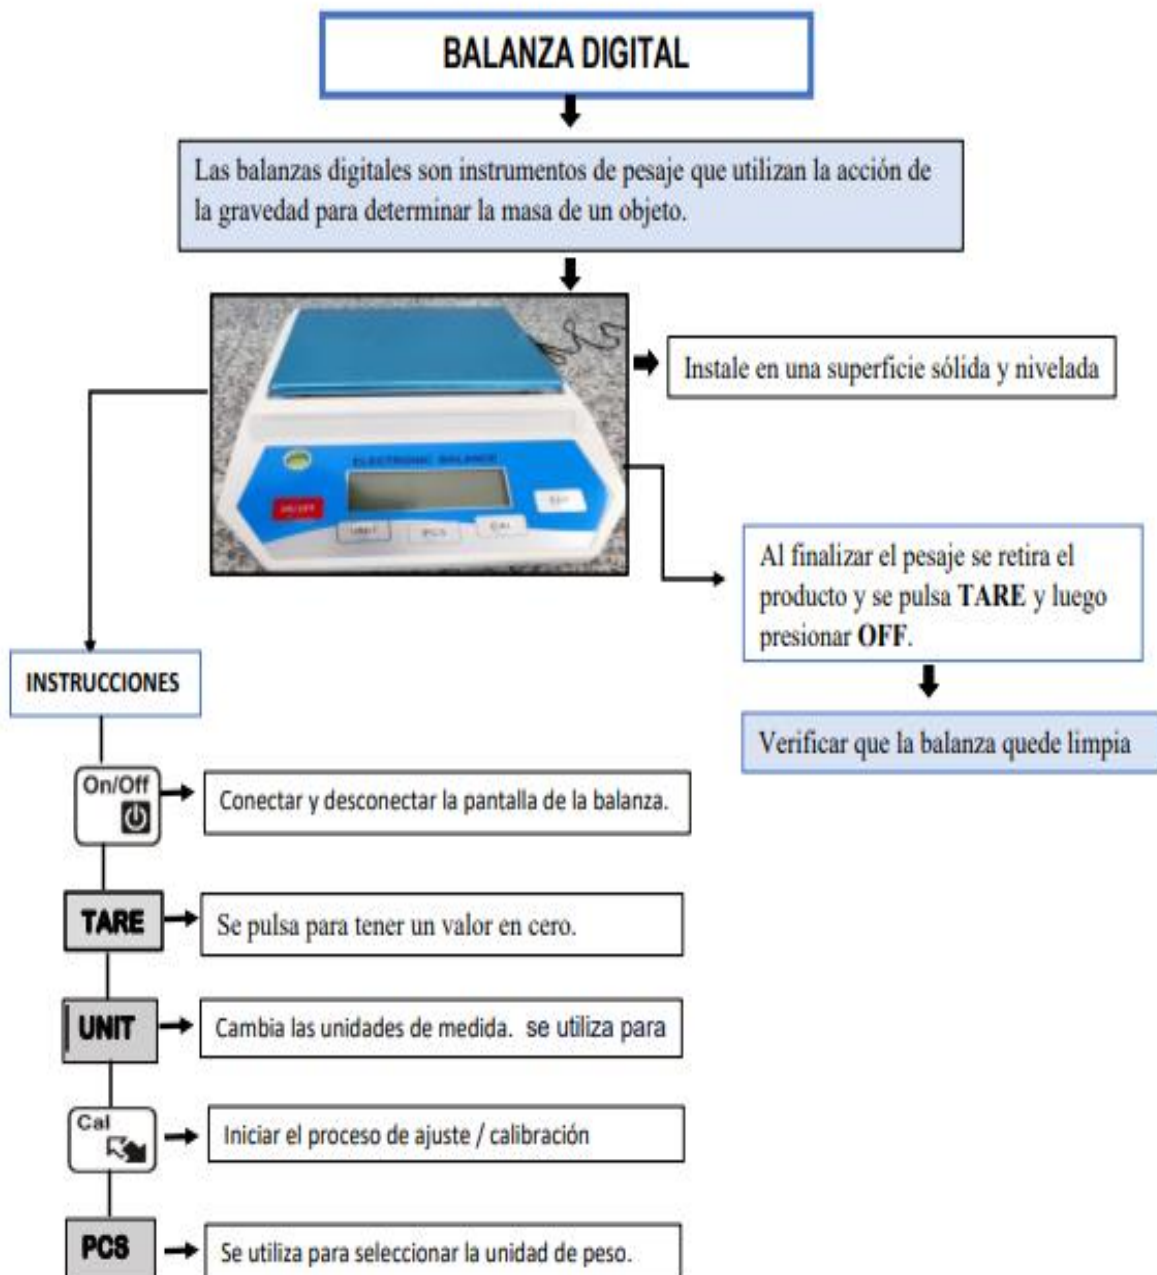 BALANZA DIGITAL
Las balanzas digitales son instrumentos de pesaje que utilizan la acción de
la gravedad para determinar la masa de un objeto.
Instale en una superficie sólida y nivelada
ELECTRONIC BALANCE
ON/OFF
UNIT
PCS
CAL
Al finalizar el pesaje se retira el
producto y se pulsa TARE y luego
presionar OFF.
Verificar que la balanza quede limpia
INSTRUCCIONES
On/Off
Conectar y desconectar la pantalla de la balanza.
TARE
Se pulsa para tener un valor en cero.
UNIT
Cambia las unidades de medida. se utiliza para
Cal
Iniciar el proceso de ajuste / calibración
PCS
Se utiliza para seleccionar la unidad de peso.